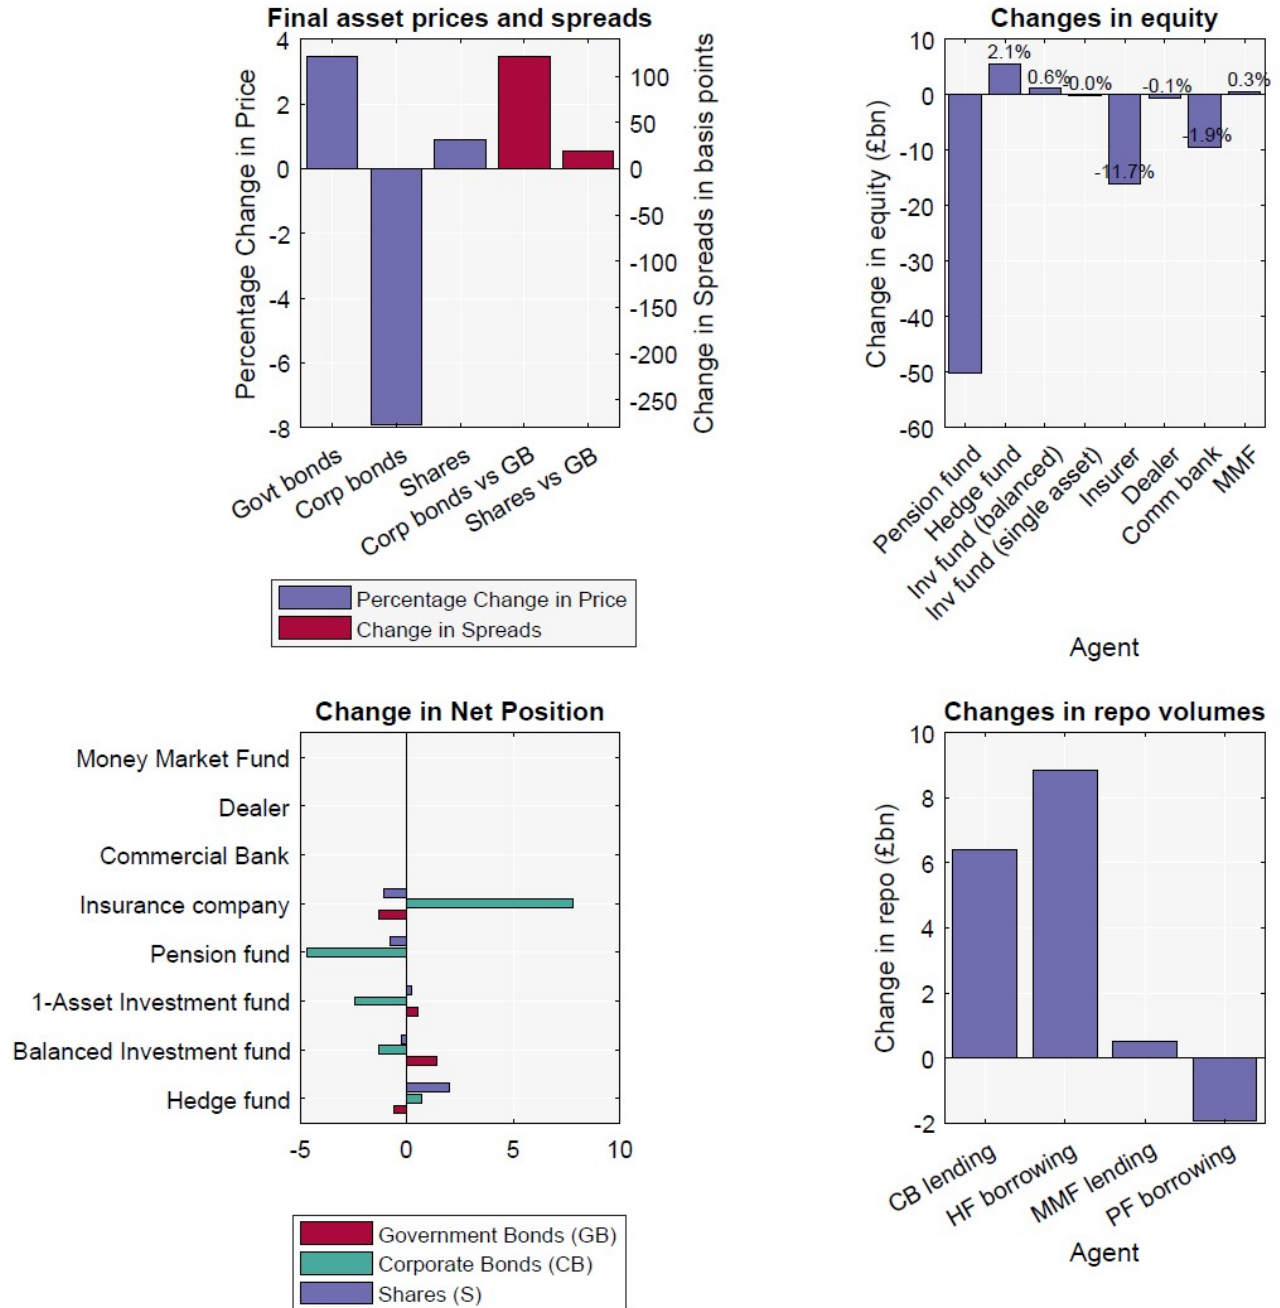 Final asset prices and spreads
4
2
0
-2
-4
-6
-8
Percentage Change in Price
100
50
0
-50
-100
-150
-200
-250
Change in Spreads in basis points
Govt bonds
Corp bonds
Shares
Corp bonds vs GB
Shares vs GB
Percentage Change in Price
Change in Spreads
Changes in equity
10
0
-10
-20
-30
-40
-50
-60
Change in equity (£bn)
2.1%
0.6%
-0.0%
-11.7%
-0.1%
-1.9%
0.3%
Pension fund
Hedge fund
Inv fund (balanced)
Inv fund (single asset)
Insurer
Dealer
Comm bank
MMF
Agent
Change in Net Position
Money Market Fund
Dealer
Commercial Bank
Insurance company
Pension fund
1-Asset Investment fund
Balanced Investment fund
Hedge fund
-5
0
5
10
Government Bonds (GB)
Corporate Bonds (CB)
Shares (S)
Changes in repo volumes
10
8
6
4
2
0
-2
Change in repo (£bn)
CB lending
HF borrowing
MMF lending
PF borrowing
Agent